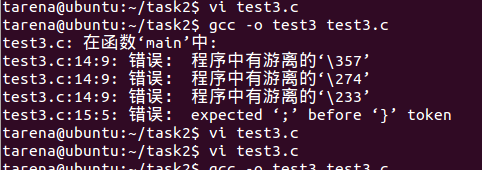 tarena@ubuntu:~/task2$ vi test3.c
tarena@ubuntu:~/task2$ gcc -o test3 test3.c
test3.c: 在函数‘main’中:
test3.c:14:9: 错误:  程序中有游离的‘\357’
test3.c:14:9: 错误:  程序中有游离的‘\274’
test3.c:14:9: 错误:  程序中有游离的‘\233’
test3.c:15:5: 错误:  expected ‘;’ before ‘}’ token
tarena@ubuntu:~/task2$ vi test3.c
tarena@ubuntu:~/task2$ vi test3.c
tarena@ubuntu:~/task2$ gcc -o test3 test3.c